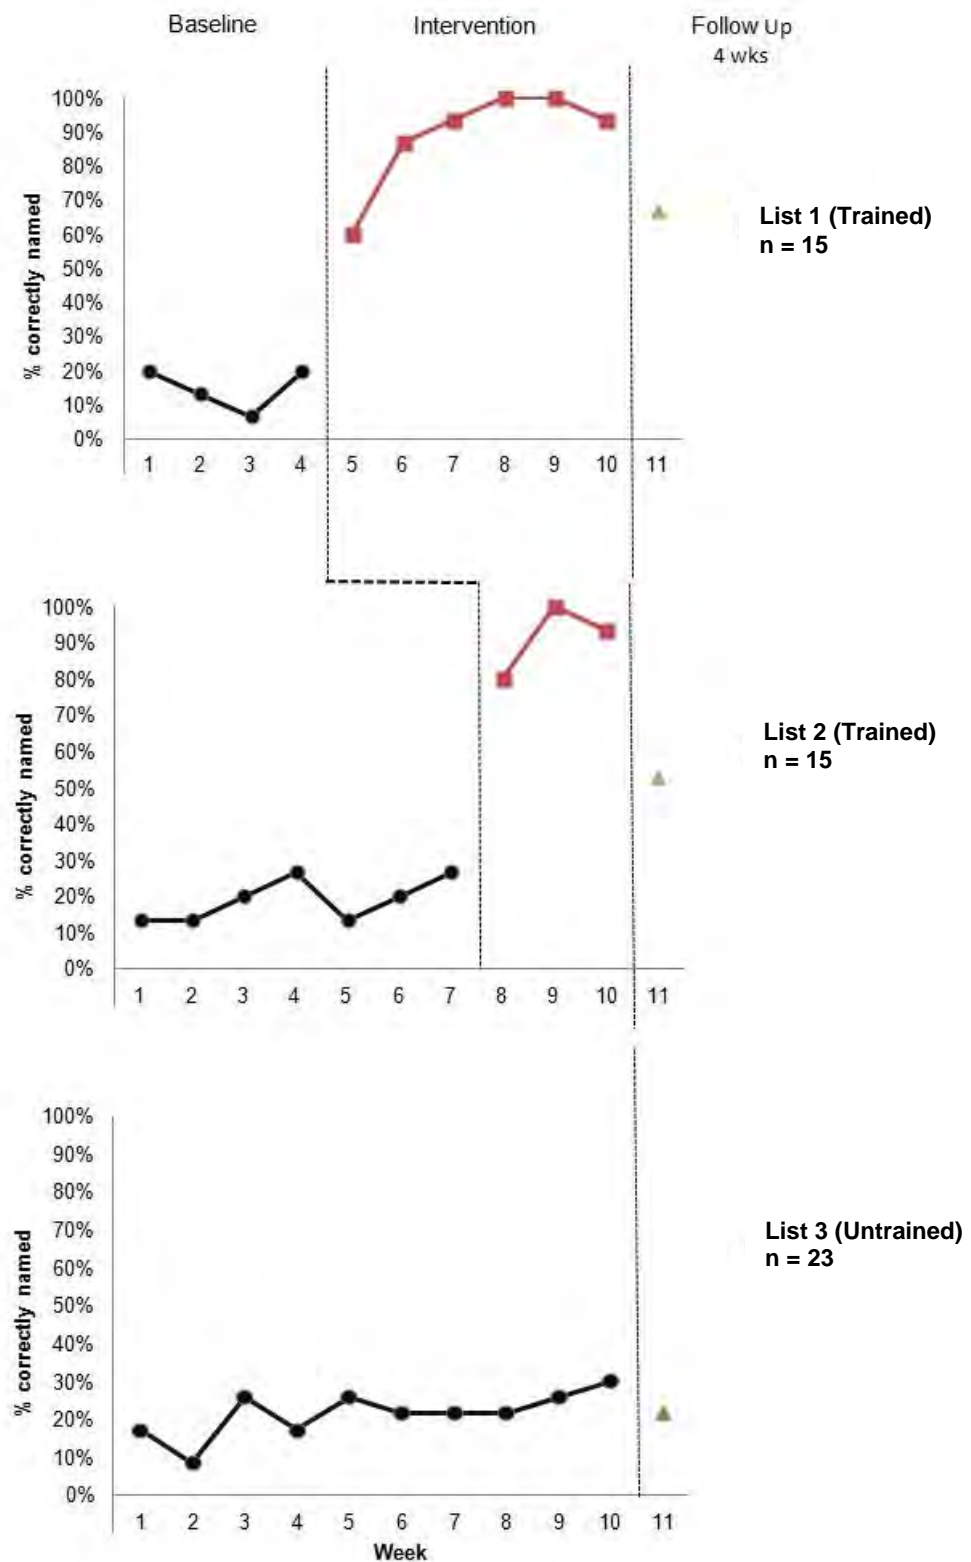 Baseline Intervention Follow Up
4 wks
100%
90%
80%
70%
60%
50%
40%
30%
20%
10%
0%
% correctly named
1 2 3 4 5 6 7 8 9 10 11
List 1 (Trained)
n = 15
100%
90%
80%
70%
60%
50%
40%
30%
20%
10%
0%
% correctly named
1 2 3 4 5 6 7 8 9 10 11
List 2 (Trained)
n = 15
100%
90%
80%
70%
60%
50%
40%
30%
20%
10%
0%
% correctly named
1 2 3 4 5 6 7 8 9 10 11
Week
List 3 (Untrained)
n = 23